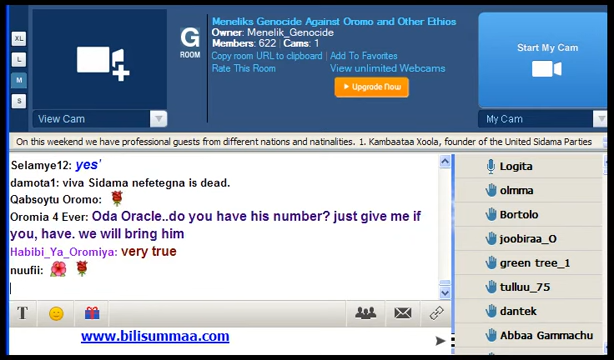 XL
L
M
S
View Cam
G
ROOM
Meneliks Genocide Against Oromo and Other Ethios
Owner: Menelik_Genocide
Members: 622 Cams: 1
Copy room URL to clipboard Add To Favorites
Rate This Room View unlimited Webcams
Upgrade Now
Start My Cam
My Cam
On this weekend we have professional guests from different nations and natinalities. 1. Kambaataa Xoola, founder of the United Sidama Parties
Selamye12: yes'
damota1: viva Sidama nefetegna is dead.
Qabsoytu Oromo:
Oromia 4 Ever: Oda Oracle..do you have his number? just give me if
you, have. we will bring him
Habibi_Ya_Oromiya: very true
nuufii:
T
www.bilisummaa.com
Logita
olmma
Bortolo
joobiraa_O
green tree_1
tulluu_75
dantek
Abbaa Gammachu